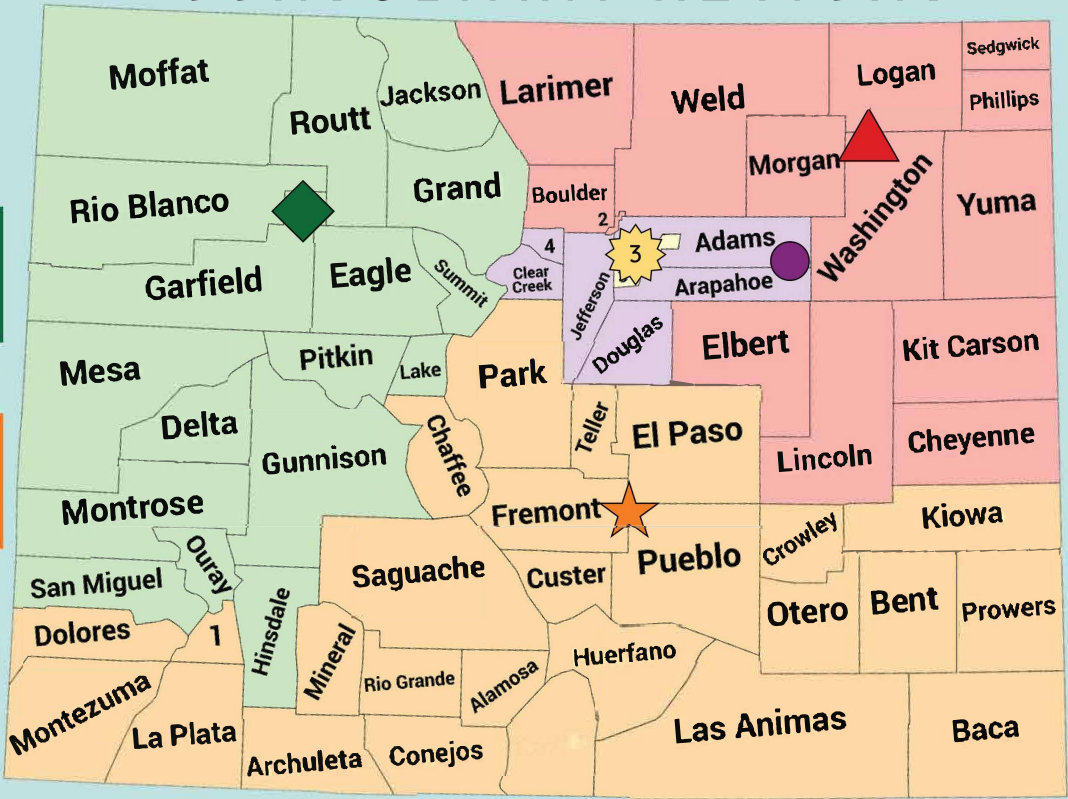 Moffat
Routt
Jackson
Larimer
Weld
Logan
Sedgwick
Phillips
Rio Blanco
Grand
Boulder
Morgan
Washington
Yuma
2
4
3
Adams
Garfield
Eagle
Summit
Clear
Creek
Jefferson
Arapahoe
Douglas
Elbert
Kit Carson
Mesa
Pitkin
Lake
Park
Delta
Gunnison
Chaffee
Teller
El Paso
Lincoln
Cheyenne
Montrose
Fremont
Crowley
Kiowa
Ouray
San Miguel
Saguache
Custer
Pueblo
Otero
Bent
Prowers
Dolores
1
Hinsdale
Mineral
Rio Grande
Alamosa
Huerfano
Montezuma
La Plata
Archuleta
Conejos
Las Animas
Baca